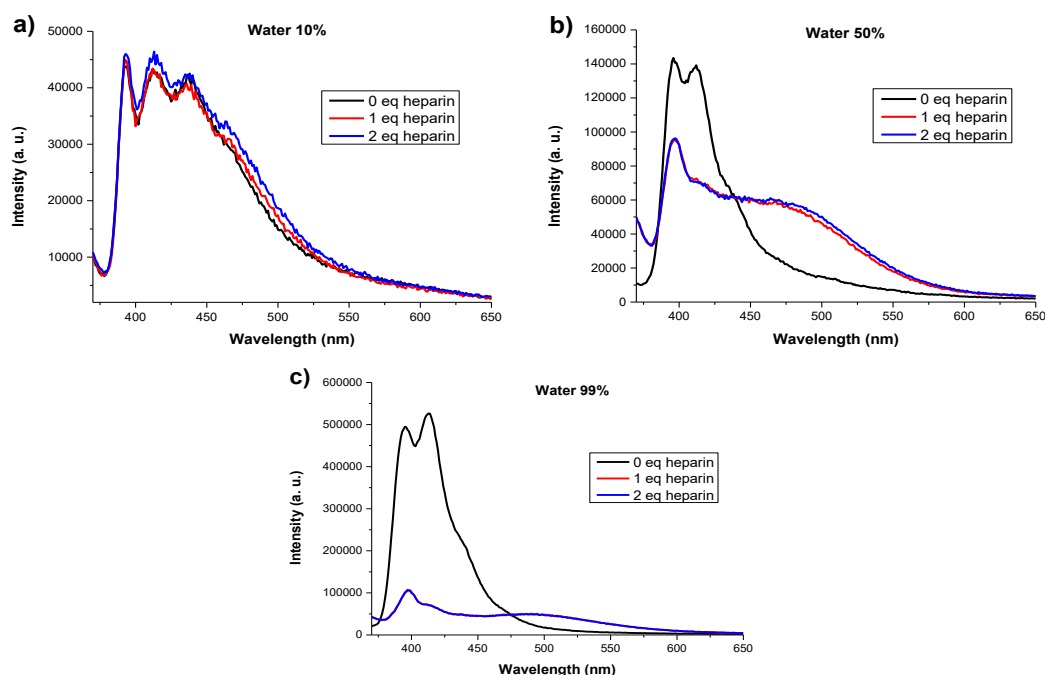 a)
Water 10%
50000
40000
30000
20000
10000
Intensity (a. u.)
0 eq heparin
1 eq heparin
2 eq heparin
400 450 500 550 600 650
Wavelength (nm)
b)
Water 50%
160000
140000
120000
100000
80000
60000
40000
20000
0
Intensity (a. u.)
0 eq heparin
1 eq heparin
2 eq heparin
400 450 500 550 600 650
Wavelength (nm)
c)
Water 99%
600000
500000
400000
300000
200000
100000
0
Intensity (a. u.)
0 eq heparin
1 eq heparin
2 eq heparin
400 450 500 550 600 650
Wavelength (nm)